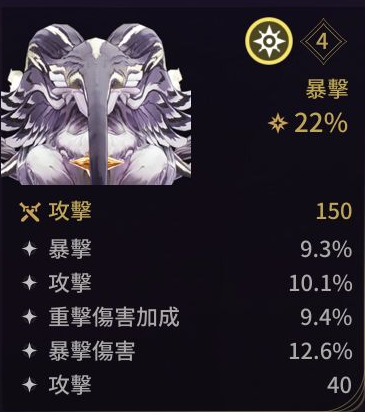 4
暴擊
22%
攻擊 150
暴擊 9.3%
攻擊 10.1%
重擊傷害加成 9.4%
暴擊傷害 12.6%
攻擊 40